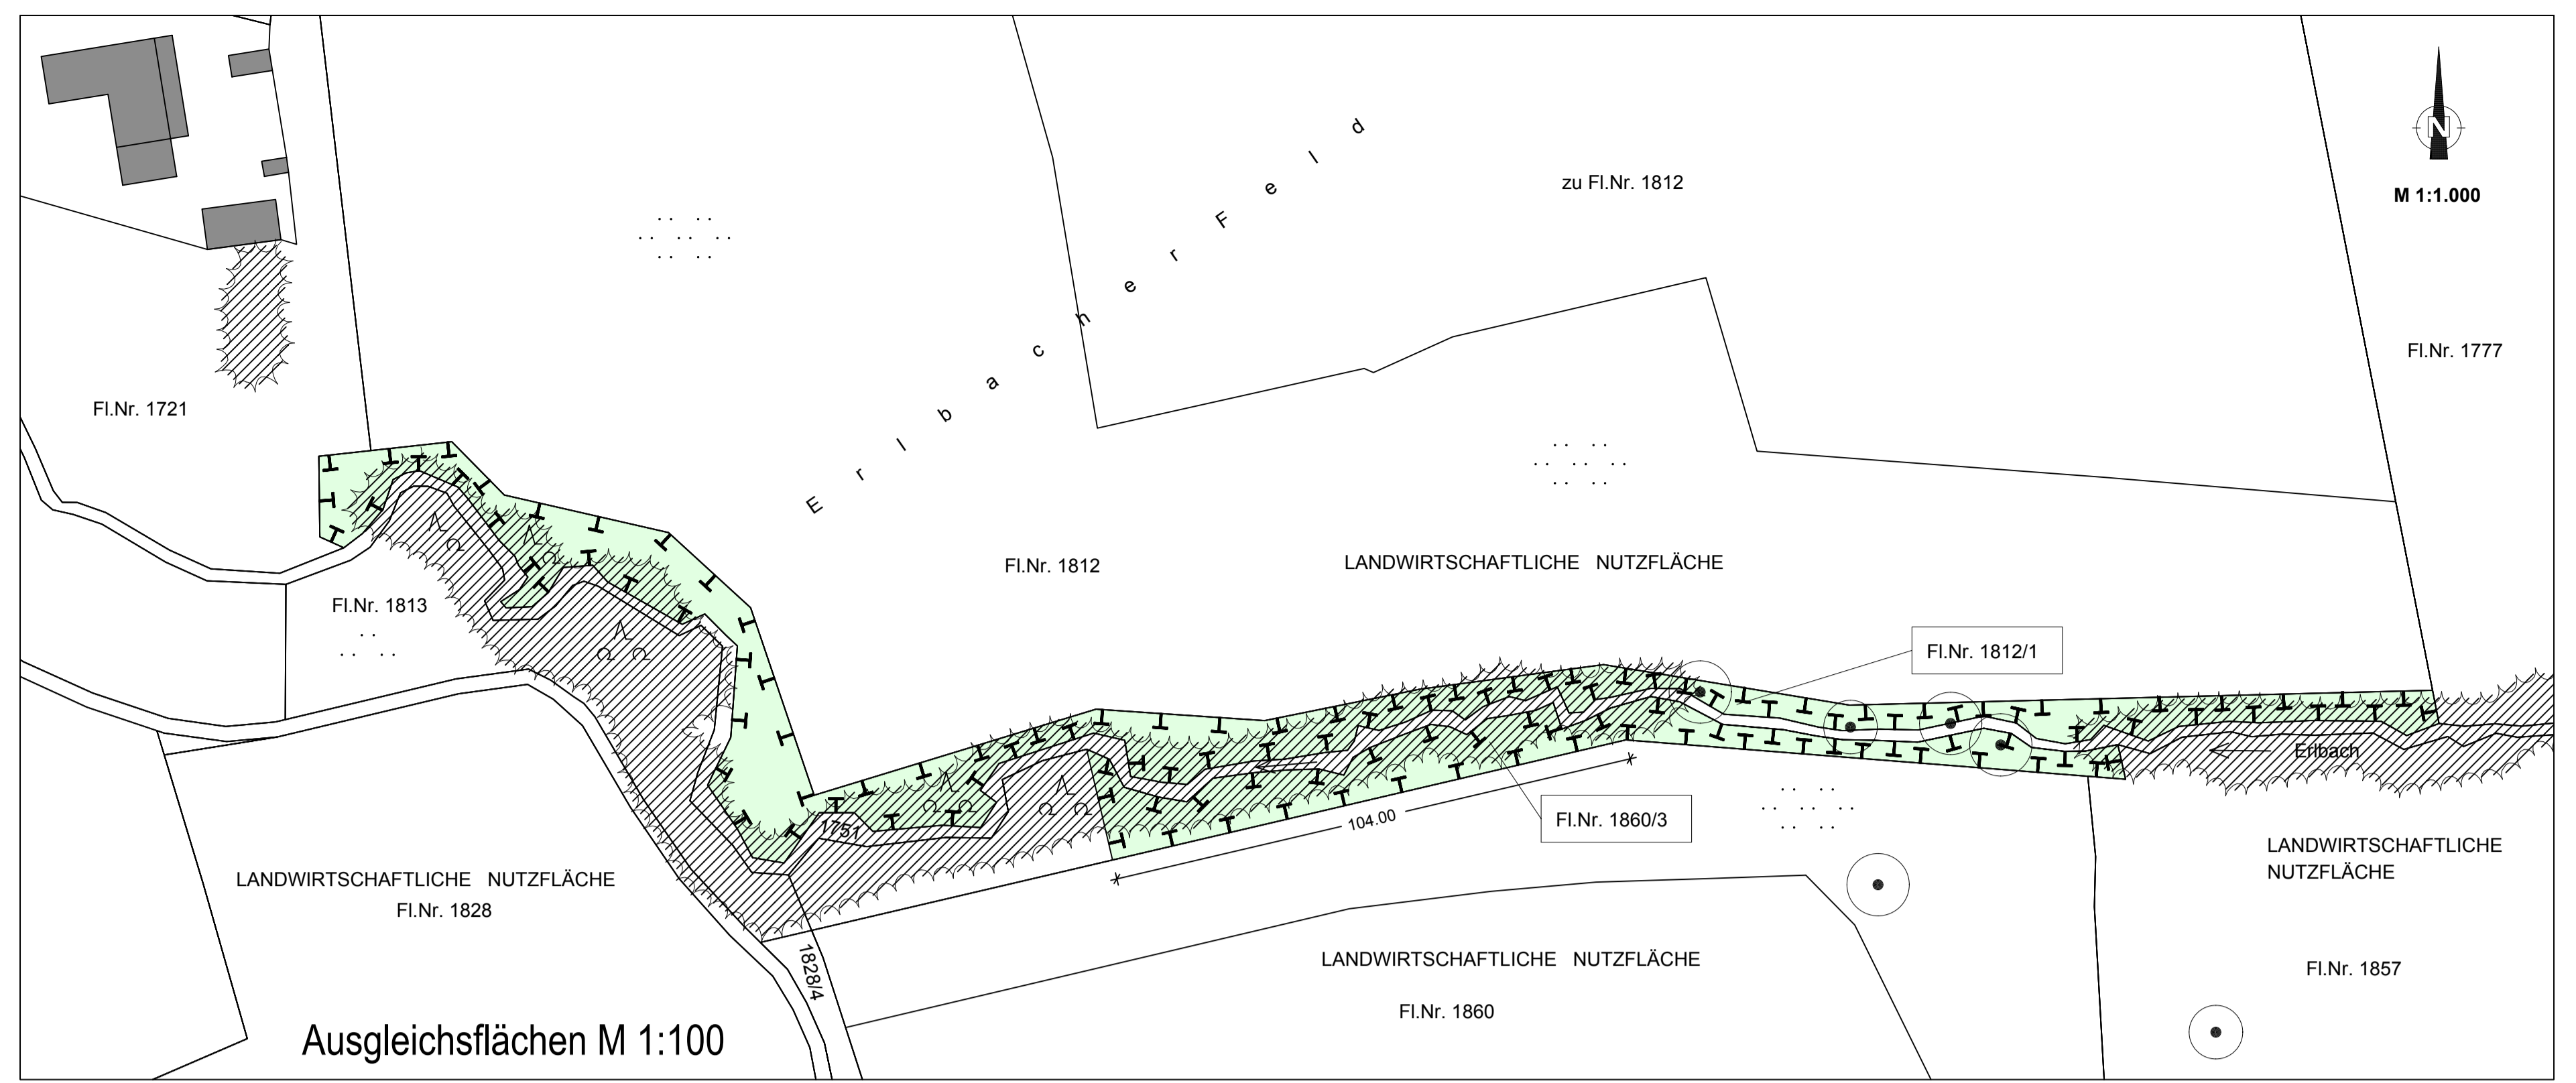 N
M 1:1.000
zu Fl.Nr. 1812
Erlbacher Feld
Fl.Nr. 1777
Fl.Nr. 1721
Fl.Nr. 1812
LANDWIRTSCHAFTLICHE NUTZFLÄCHE
Fl.Nr. 1813
Fl.Nr. 1812/1
Erlbach
1751
104.00
Fl.Nr. 1860/3
LANDWIRTSCHAFTLICHE
NUTZFLÄCHE
LANDWIRTSCHAFTLICHE NUTZFLÄCHE
Fl.Nr. 1828
1828/4
LANDWIRTSCHAFTLICHE NUTZFLÄCHE
Fl.Nr. 1857
Fl.Nr. 1860
Ausgleichsflächen M 1:100